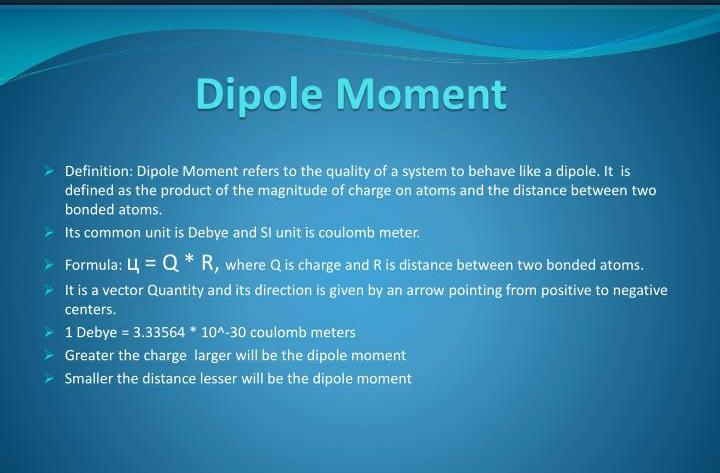 Dipole Moment
Definition: Dipole Moment refers to the quality of a system to behave like a dipole. It is
defined as the product of the magnitude of charge on atoms and the distance between two
bonded atoms.
Its common unit is Debye and SI unit is coulomb meter.
Formula: ц = Q * R, where Q is charge and R is distance between two bonded atoms.
It is a vector Quantity and its direction is given by an arrow pointing from positive to negative
centers.
1 Debye = 3.33564 * 10^-30 coulomb meters
Greater the charge larger will be the dipole moment
Smaller the distance lesser will be the dipole moment